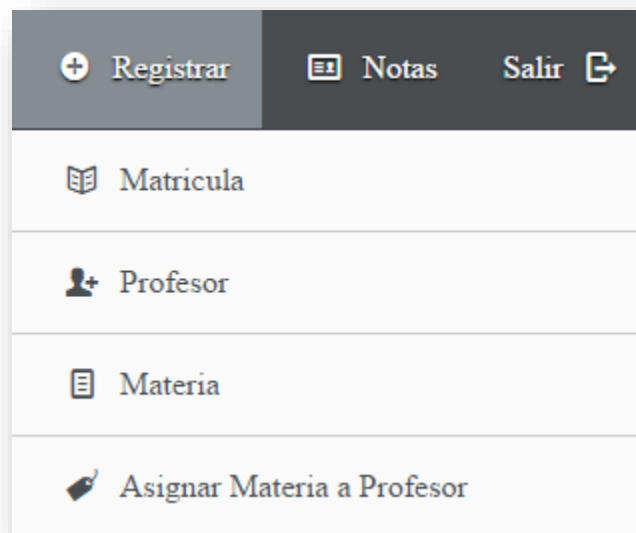 Registrar Notas Salir
Matricula
Profesor
Materia
Asignar Materia a Profesor